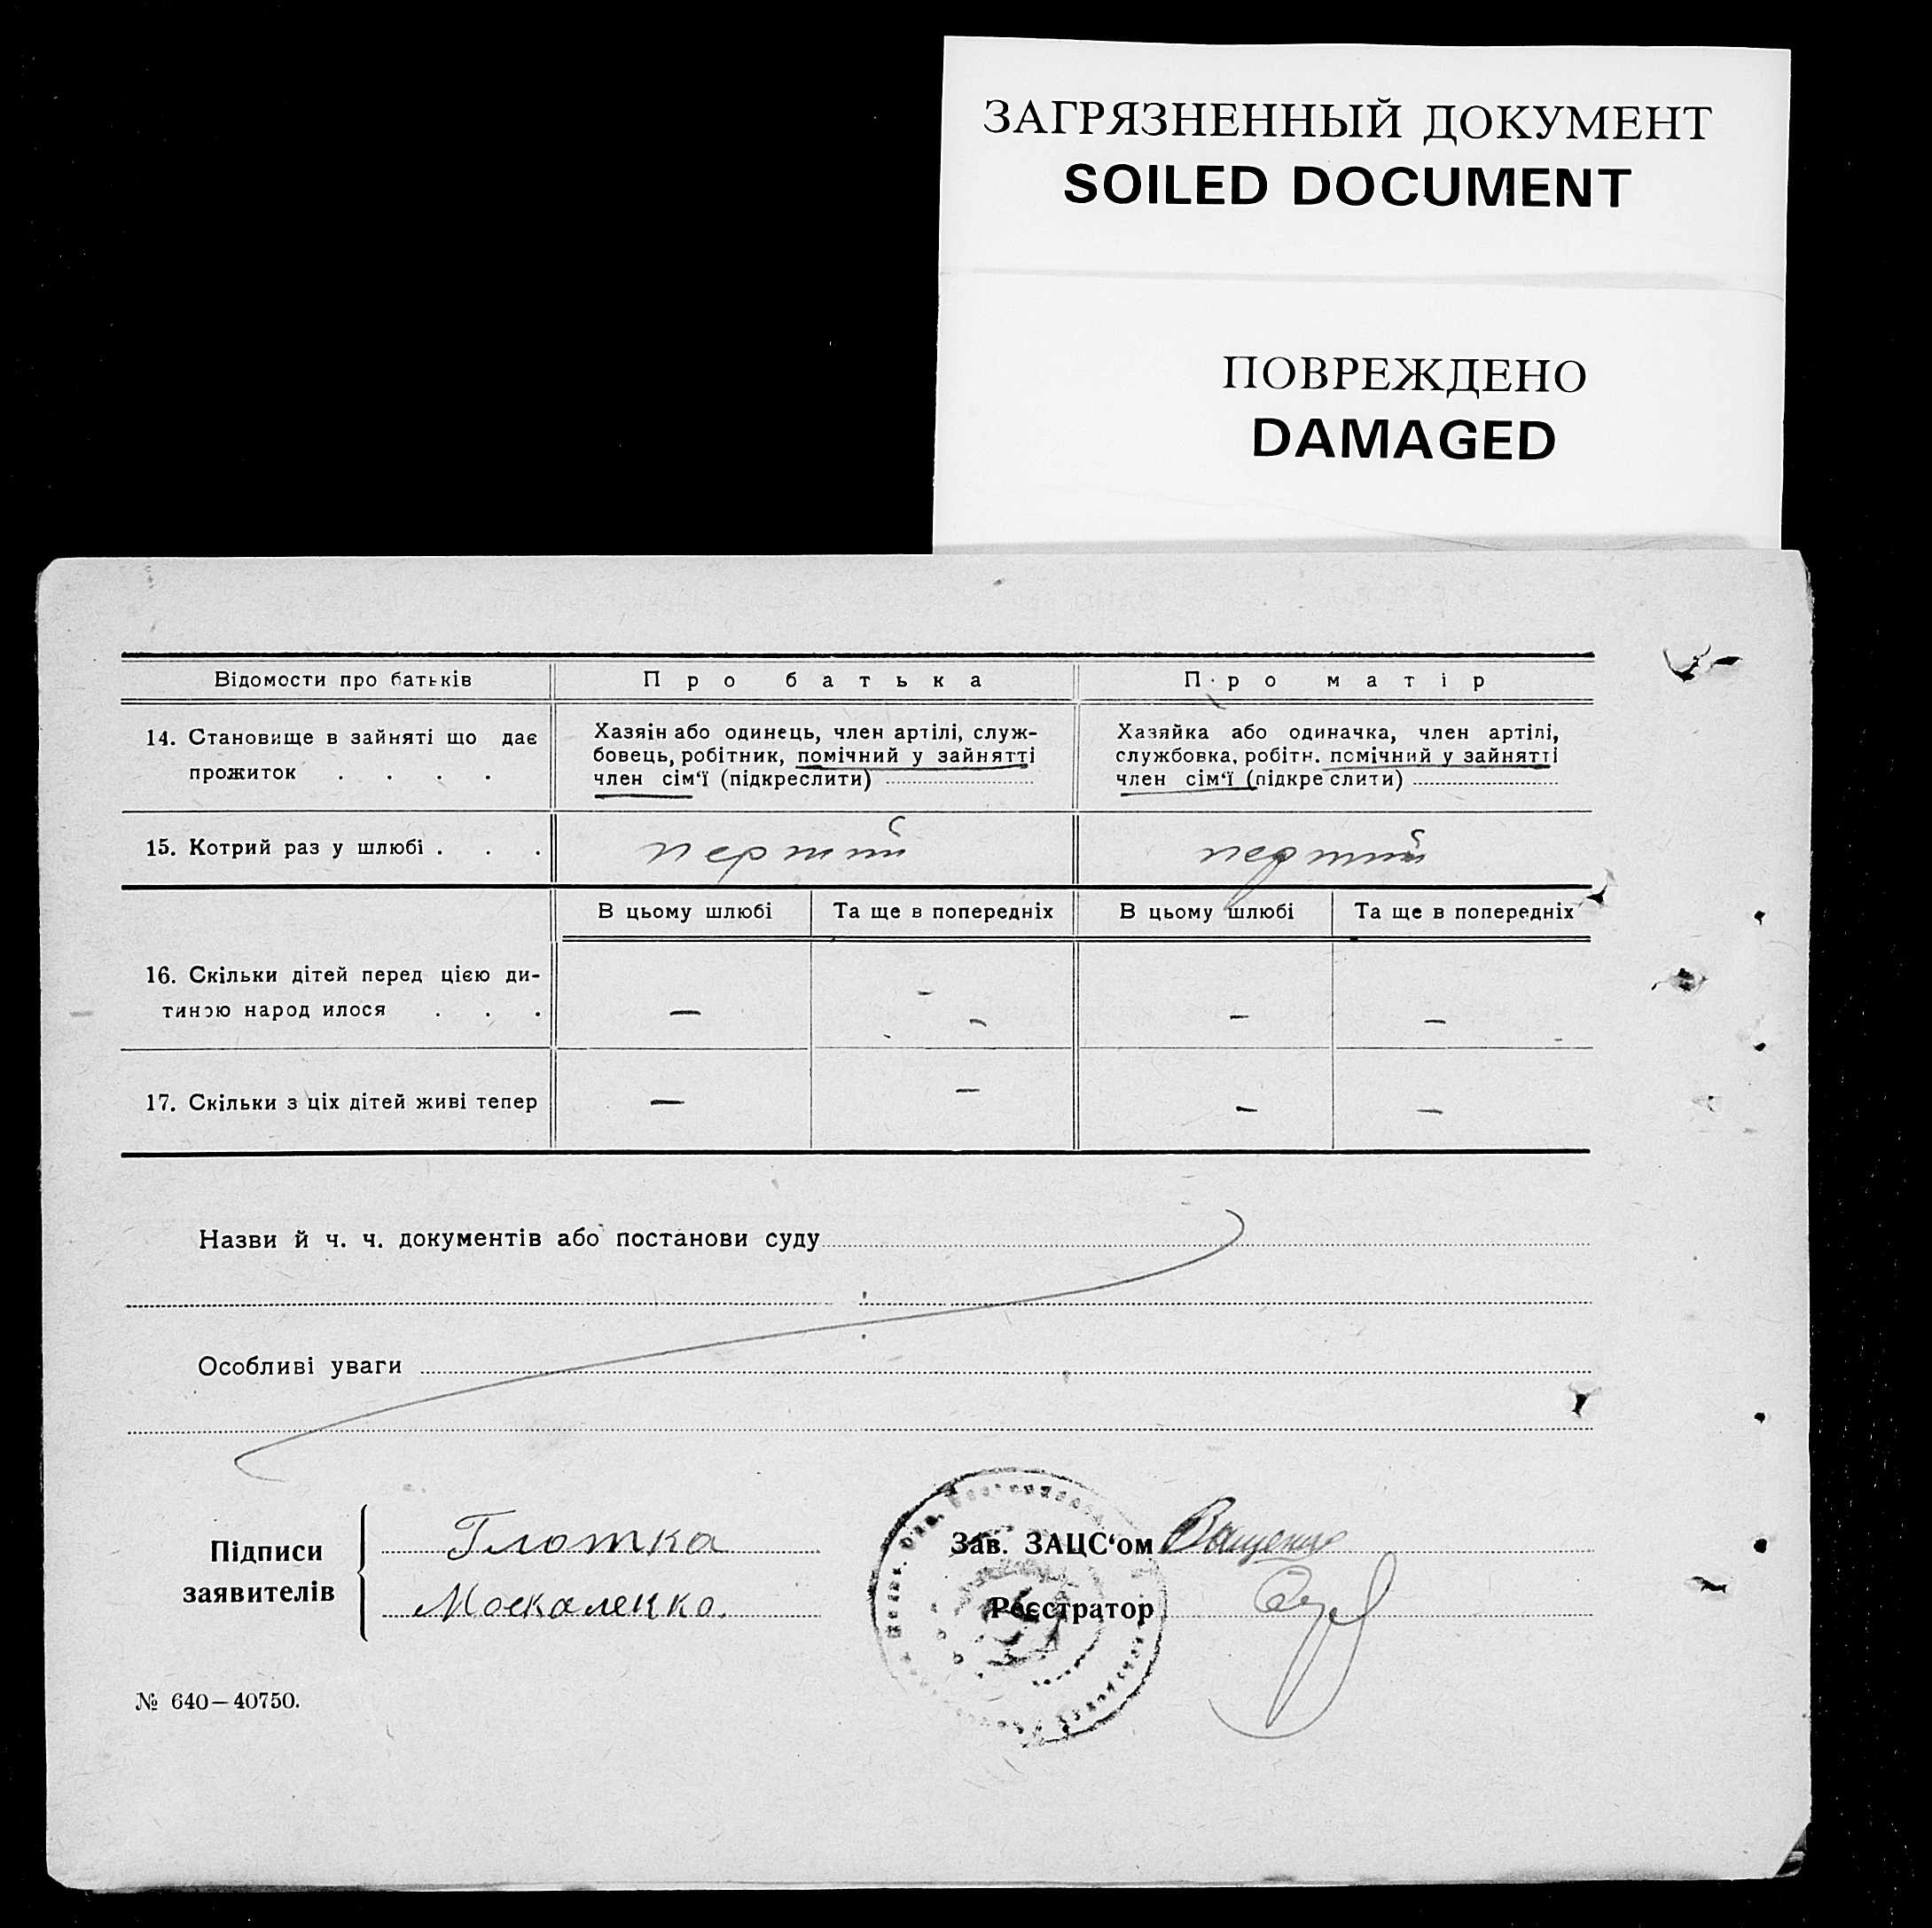 ЗАГРЯЗНЕННЫЙ ДОКУМЕНТ
SOILED DOCUMENT
ПОВРЕЖДЕНО
DAMAGED
Відомости про батьків
Про батька
Про матір
14. Становище в зайняті що дає
прожиток . . . .
Хазяін або одинець, член артілі, служ-
бовець, робітник, помічний у зайнятті
член сім‘ї (підкреслити)
Хазяйка або одиначка, член артілі,
службовка, робітн. помічний у зайнятті
член сім‘ї (підкреслити)
15. Котрий раз у шлюбі . . .
перший
перший
В цьому шлюбі
Та ще в попередніх
В цьому шлюбі
Та ще в попередніх
16. Скільки дітей перед цією ди-
тиною народилося . . .
— — — —
17. Скільки з ціх дітей живі тепер
— — — —
Назви й ч. ч. документів або постанови суду
Особливі уваги
Підписи
заявителів
Глотка
Москаленко.
Зав. ЗАЦС‘ом
Реєстратор
№ 640—40750.